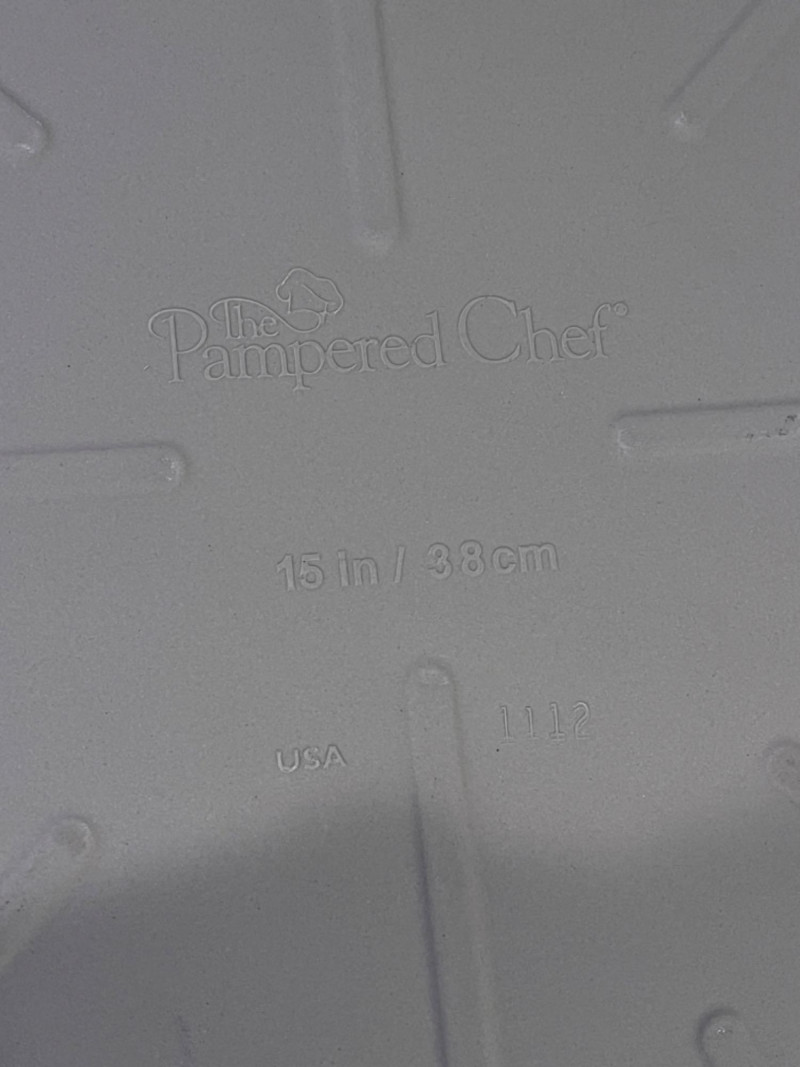 The
Pampered Chef®
15 in / 38cm
1112
USA